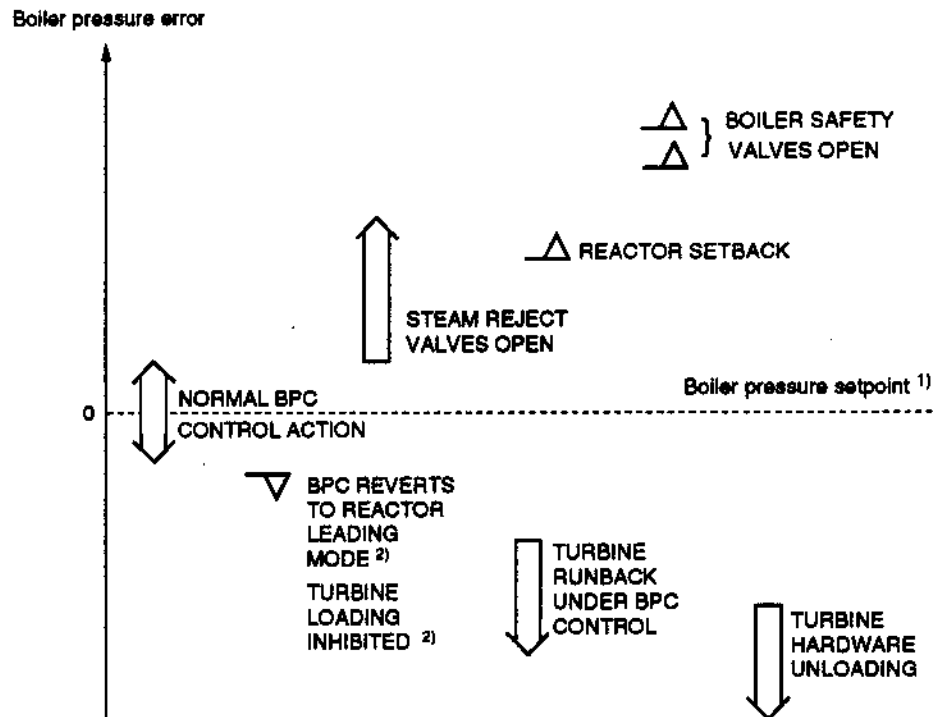 Boiler pressure error
BOILER SAFETY
VALVES OPEN
REACTOR SETBACK
STEAM REJECT
VALVES OPEN
Boiler pressure setpoint 1)
0
NORMAL BPC
CONTROL ACTION
BPC REVERTS
TO REACTOR
LEADING
MODE 2)
TURBINE
LOADING
INHIBITED 2)
TURBINE
RUNBACK
UNDER BPC
CONTROL
TURBINE
HARDWARE
UNLOADING